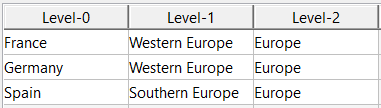 Level-0 Level-1 Level-2
France Western Europe Europe
Germany Western Europe Europe
Spain Southern Europe Europe